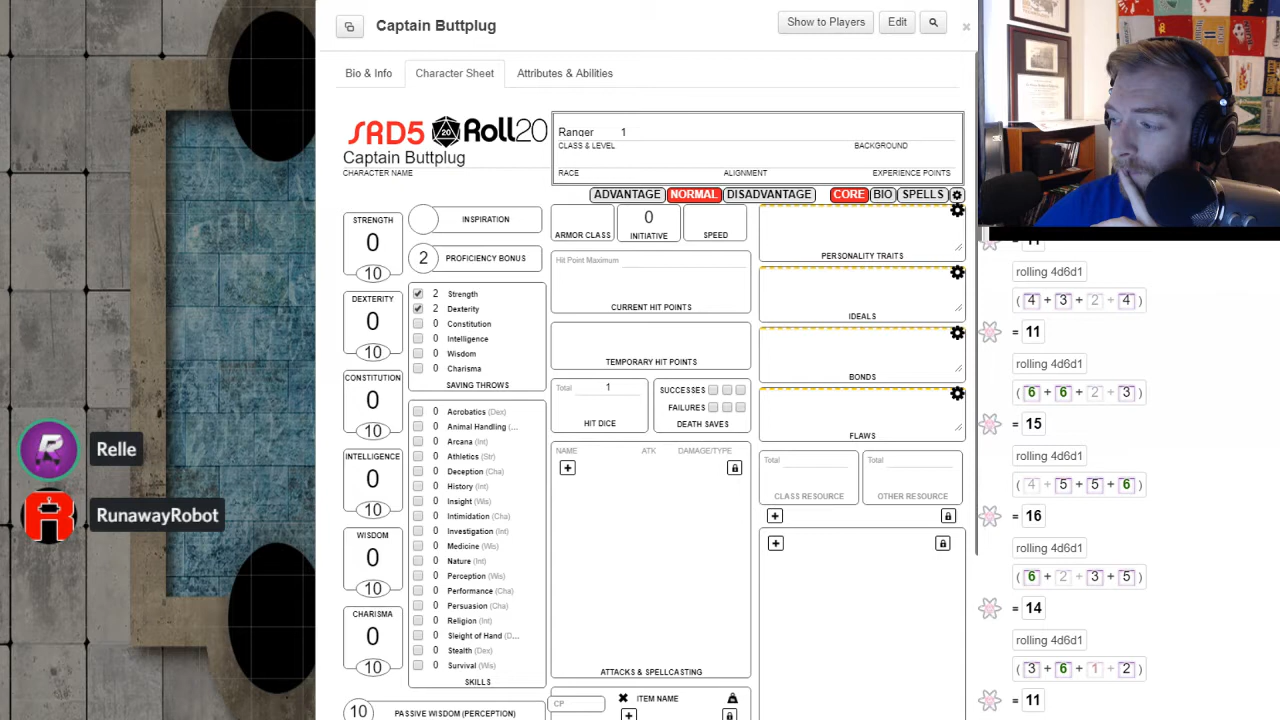 Captain Buttplug
Show to Players
Edit
Bio & Info
Character Sheet
Attributes & Abilities
SRD5 20 Roll20
Captain Buttplug
CHARACTER NAME
Ranger 1
CLASS & LEVEL
BACKGROUND
RACE
ALIGNMENT
EXPERIENCE POINTS
ADVANTAGE NORMAL DISADVANTAGE
CORE BIO SPELLS
STRENGTH
0
10
DEXTERITY
0
10
CONSTITUTION
0
10
INTELLIGENCE
0
10
WISDOM
0
10
CHARISMA
0
10
INSPIRATION
2 PROFICIENCY BONUS
2 Strength
2 Dexterity
0 Constitution
0 Intelligence
0 Wisdom
0 Charisma
SAVING THROWS
0 Acrobatics (Dex)
0 Animal Handling (...
0 Arcana (Int)
0 Athletics (Str)
0 Deception (Cha)
0 History (Int)
0 Insight (Wis)
0 Intimidation (Cha)
0 Investigation (Int)
0 Medicine (Wis)
0 Nature (Int)
0 Perception (Wis)
0 Performance (Cha)
0 Persuasion (Cha)
0 Religion (Int)
0 Sleight of Hand (D...
0 Stealth (Dex)
0 Survival (Wis)
SKILLS
10 PASSIVE WISDOM (PERCEPTION)
ARMOR CLASS
0
INITIATIVE
SPEED
Hit Point Maximum
CURRENT HIT POINTS
TEMPORARY HIT POINTS
Total 1
HIT DICE
SUCCESSES
FAILURES
DEATH SAVES
NAME ATK DAMAGE/TYPE
+
ATTACKS & SPELLCASTING
CP
ITEM NAME
+
PERSONALITY TRAITS
IDEALS
BONDS
FLAWS
Total
CLASS RESOURCE
Total
OTHER RESOURCE
+
+
Relle
RunawayRobot
rolling 4d6d1
(4+3+2+4)
= 11
rolling 4d6d1
(6+6+2+3)
= 15
rolling 4d6d1
(4+5+5+6)
= 16
rolling 4d6d1
(6+2+3+5)
= 14
rolling 4d6d1
(3+6+1+2)
= 11